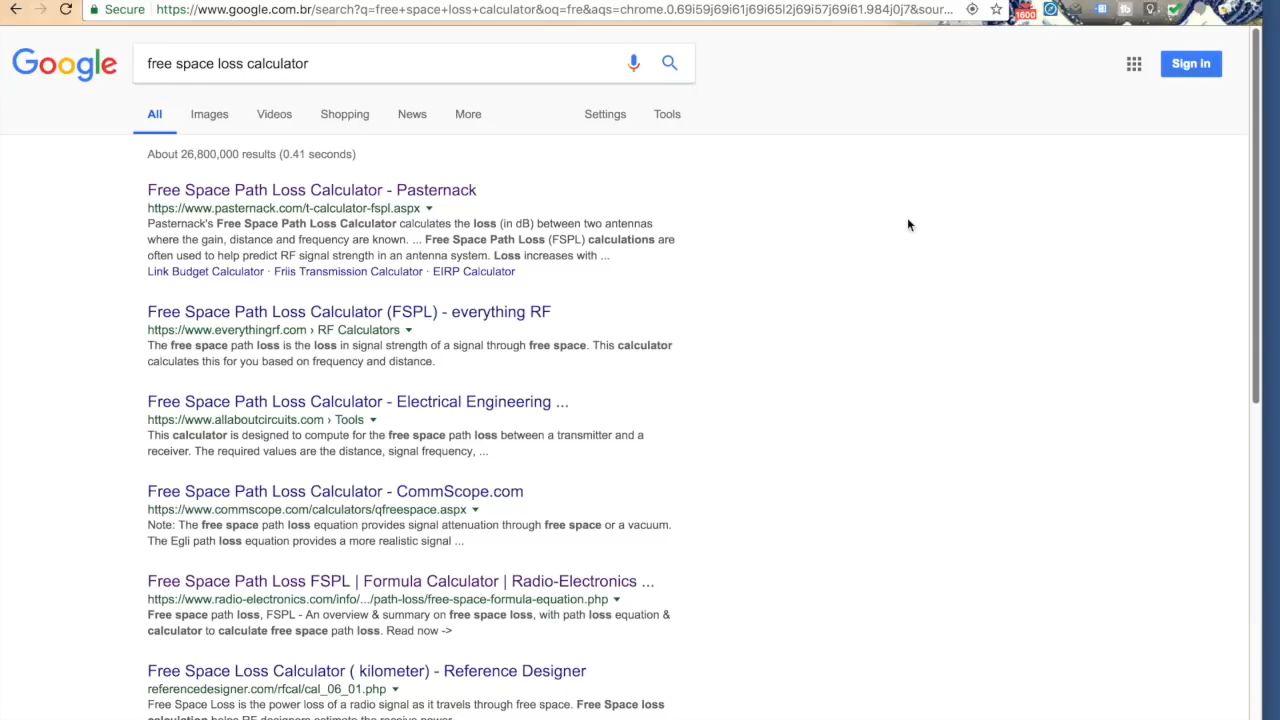 Secure https://www.google.com.br/search?q=free+space+loss+calculator&oq=fre&aqs=chrome.0.69i59j69i61j69i65l2j69i57j69i61.984j0j7&sour...
1600
Google
free space loss calculator
Sign in
All Images Videos Shopping News More Settings Tools
About 26,800,000 results (0.41 seconds)
Free Space Path Loss Calculator - Pasternack
https://www.pasternack.com/t-calculator-fspl.aspx
Pasternack's Free Space Path Loss Calculator calculates the loss (in dB) between two antennas
where the gain, distance and frequency are known. ... Free Space Path Loss (FSPL) calculations are
often used to help predict RF signal strength in an antenna system. Loss increases with ...
Link Budget Calculator · Friis Transmission Calculator · EIRP Calculator
Free Space Path Loss Calculator (FSPL) - everything RF
https://www.everythingrf.com › RF Calculators
The free space path loss is the loss in signal strength of a signal through free space. This calculator
calculates this for you based on frequency and distance.
Free Space Path Loss Calculator - Electrical Engineering ...
https://www.allaboutcircuits.com › Tools
This calculator is designed to compute for the free space path loss between a transmitter and a
receiver. The required values are the distance, signal frequency, ...
Free Space Path Loss Calculator - CommScope.com
https://www.commscope.com/calculators/qfreespace.aspx
Note: The free space path loss equation provides signal attenuation through free space or a vacuum.
The Egli path loss equation provides a more realistic signal ...
Free Space Path Loss FSPL | Formula Calculator | Radio-Electronics ...
https://www.radio-electronics.com/info/.../path-loss/free-space-formula-equation.php
Free space path loss, FSPL - An overview & summary on free space loss, with path loss equation &
calculator to calculate free space path loss. Read now ->
Free Space Loss Calculator ( kilometer) - Reference Designer
referencedesigner.com/rfcal/cal_06_01.php
Free Space Loss is the power loss of a radio signal as it travels through free space. Free Space loss
calculation helps RF designers estimate the receive power